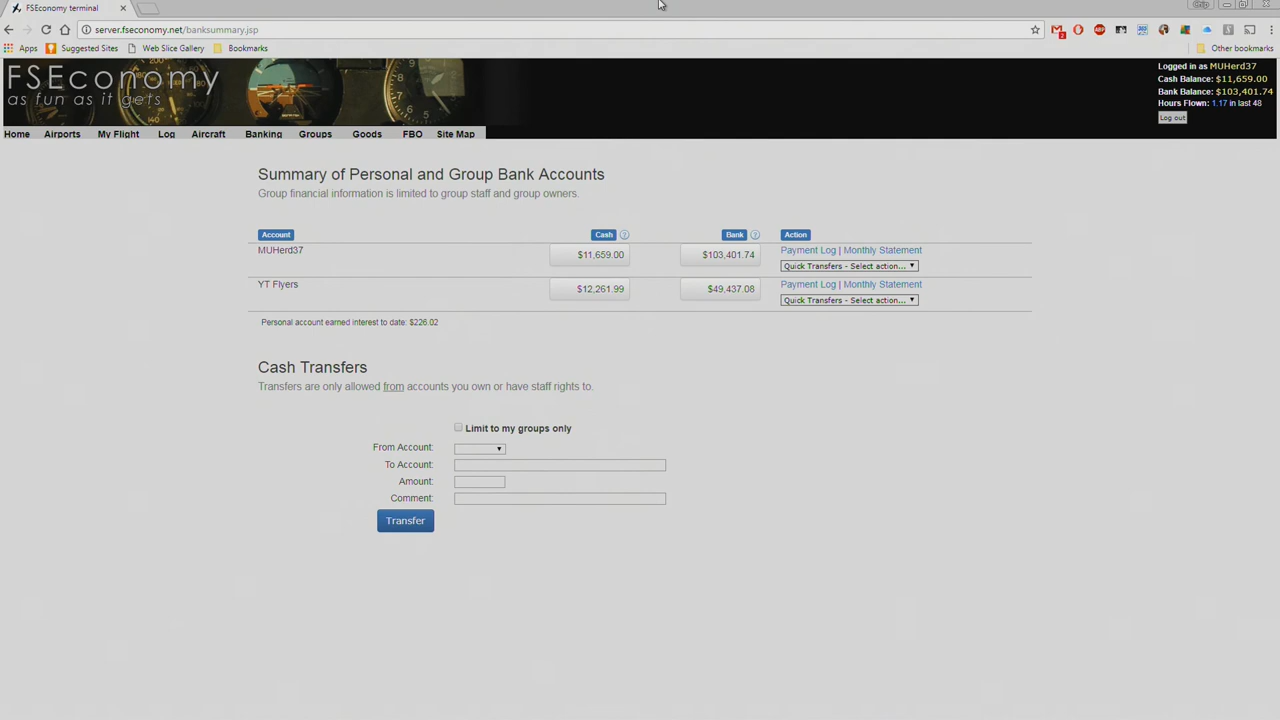 FSEconomy terminal
Chip
server.fseconomy.net/banksummary.jsp
Apps Suggested Sites Web Slice Gallery Bookmarks Other bookmarks
FSEconomy
as fun as it gets
Logged in as MUHerd37
Cash Balance: $11,659.00
Bank Balance: $103,401.74
Hours Flown: 1.17 in last 48
Log out
Home Airports My Flight Log Aircraft Banking Groups Goods FBO Site Map
Summary of Personal and Group Bank Accounts
Group financial information is limited to group staff and group owners.
Account Cash ? Bank ? Action
MUHerd37 $11,659.00 $103,401.74 Payment Log | Monthly Statement
Quick Transfers - Select action...
YT Flyers $12,261.99 $49,437.08 Payment Log | Monthly Statement
Quick Transfers - Select action...
Personal account earned interest to date: $226.02
Cash Transfers
Transfers are only allowed from accounts you own or have staff rights to.
Limit to my groups only
From Account:
To Account:
Amount:
Comment:
Transfer